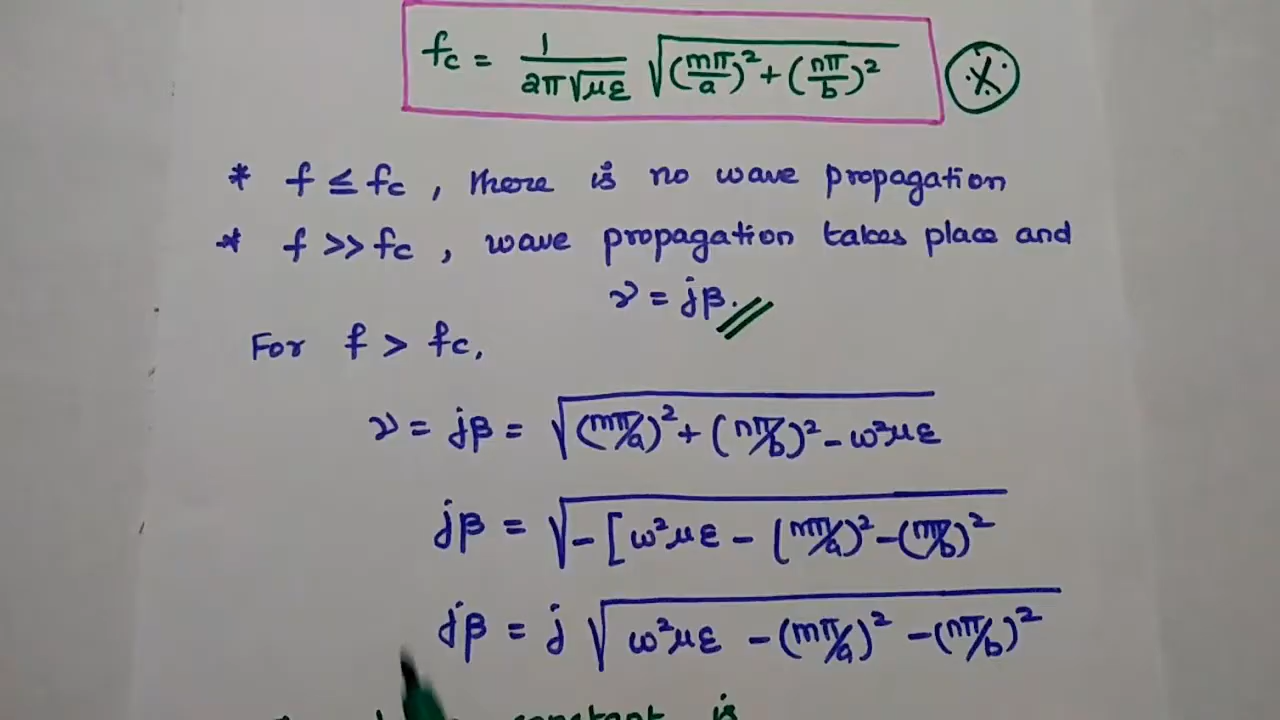 fc = 1/2π√με √(mπ/a)² + (nπ/b)²
* f ≤ fc, there is no wave propagation
* f >> fc, wave propagation takes place and
γ = jβ.
For f > fc,
γ = jβ = √(mπ/a)² + (nπ/b)² - ω²με
jβ = √-[ω²με - (mπ/a)² - (nπ/b)²
jβ = j √ω²με - (mπ/a)² - (nπ/b)²
constant is